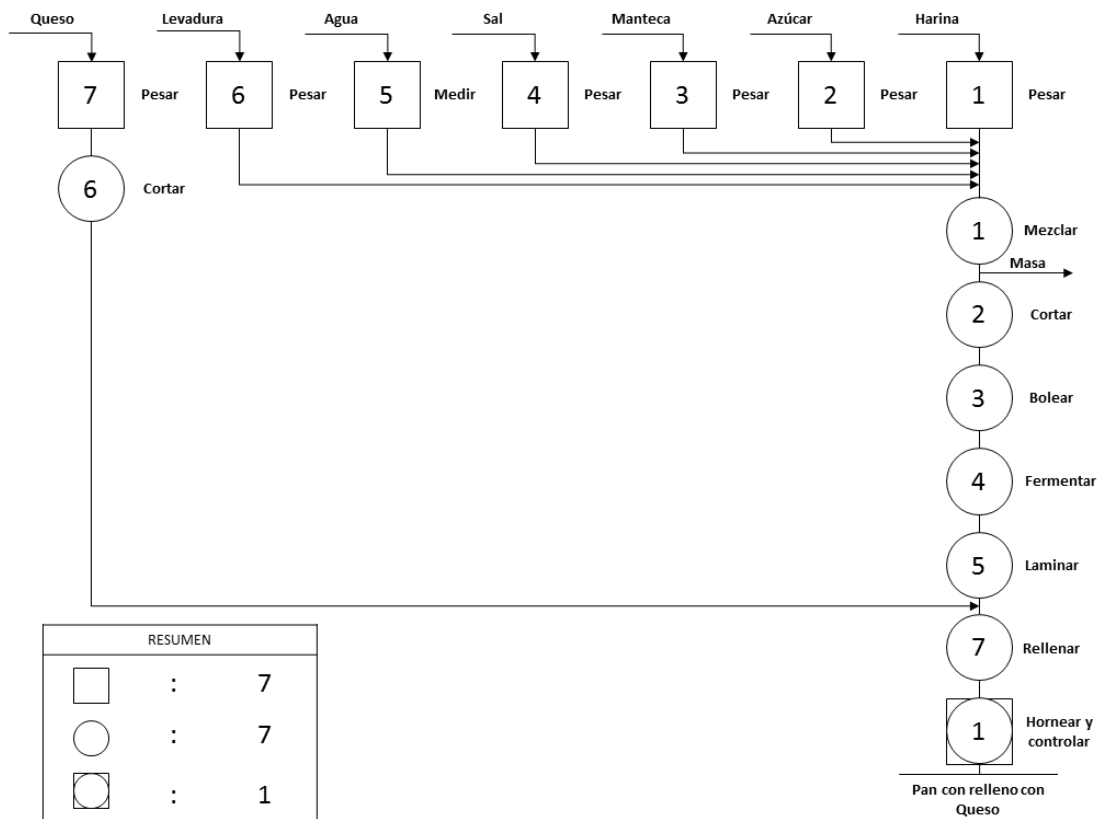 Queso Levadura Agua Sal Manteca Azúcar Harina
7 Pesar 6 Pesar 5 Medir 4 Pesar 3 Pesar 2 Pesar 1 Pesar
6 Cortar
1 Mezclar
Masa
2 Cortar
3 Bolear
4 Fermentar
5 Laminar
7 Rellenar
1 Hornear y
controlar
Pan con relleno con
Queso
RESUMEN
: 7
: 7
: 1